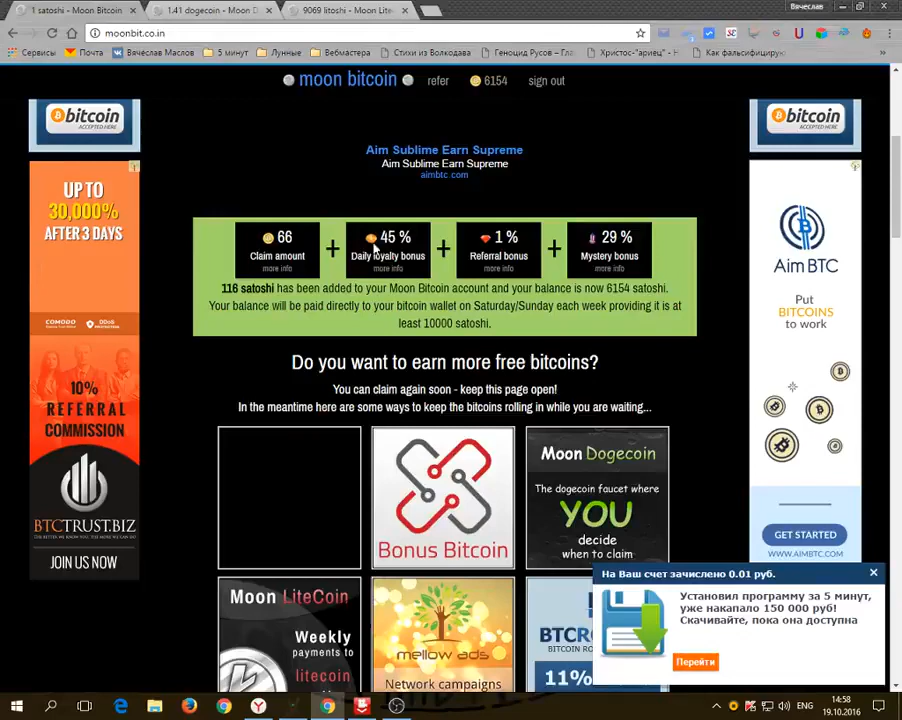 1 satoshi - Moon Bitcoin
1.41 dogecoin - Moon D
9069 litoshi - Moon Lite
Вячеслав
moonbit.co.in
Сервисы
Почта
Вячеслав Маслов
5 минут
Лунные
Вебмастера
Стихи из Волкодава
Геноцид Русов – Гла
Христос-"ариец" - Я
Как фальсифициру
moon bitcoin
refer
6154
sign out
bitcoin
ACCEPTED HERE
bitcoin
ACCEPTED HERE
Aim Sublime Earn Supreme
Aim Sublime Earn Supreme
aimbtc.com
UP TO
30,000%
AFTER 3 DAYS
COMODO
10%
REFERRAL
COMMISSION
BTCTRUST.BIZ
JOIN US NOW
66
Claim amount
more info
+
45 %
Daily loyalty bonus
more info
+
1 %
Referral bonus
more info
+
29 %
Mystery bonus
more info
116 satoshi has been added to your Moon Bitcoin account and your balance is now 6154 satoshi.
Your balance will be paid directly to your bitcoin wallet on Saturday/Sunday each week providing it is at
least 10000 satoshi.
Do you want to earn more free bitcoins?
You can claim again soon - keep this page open!
In the meantime here are some ways to keep the bitcoins rolling in while you are waiting...
Bonus Bitcoin
Moon Dogecoin
The dogecoin faucet where
YOU
decide
when to claim
Moon LiteCoin
Weekly
payments to
litecoin
mellow ads
Network campaigns
BTCR
BITCOIN RO
11%
AimBTC
Put
BITCOINS
to work
GET STARTED
WWW.AIMBTC.COM
На Ваш счет зачислено 0.01 руб.
Установил программу за 5 минут,
уже накапало 150 000 руб!
Скачивайте, пока она доступна
Перейти
ENG
14:58
19.10.2016